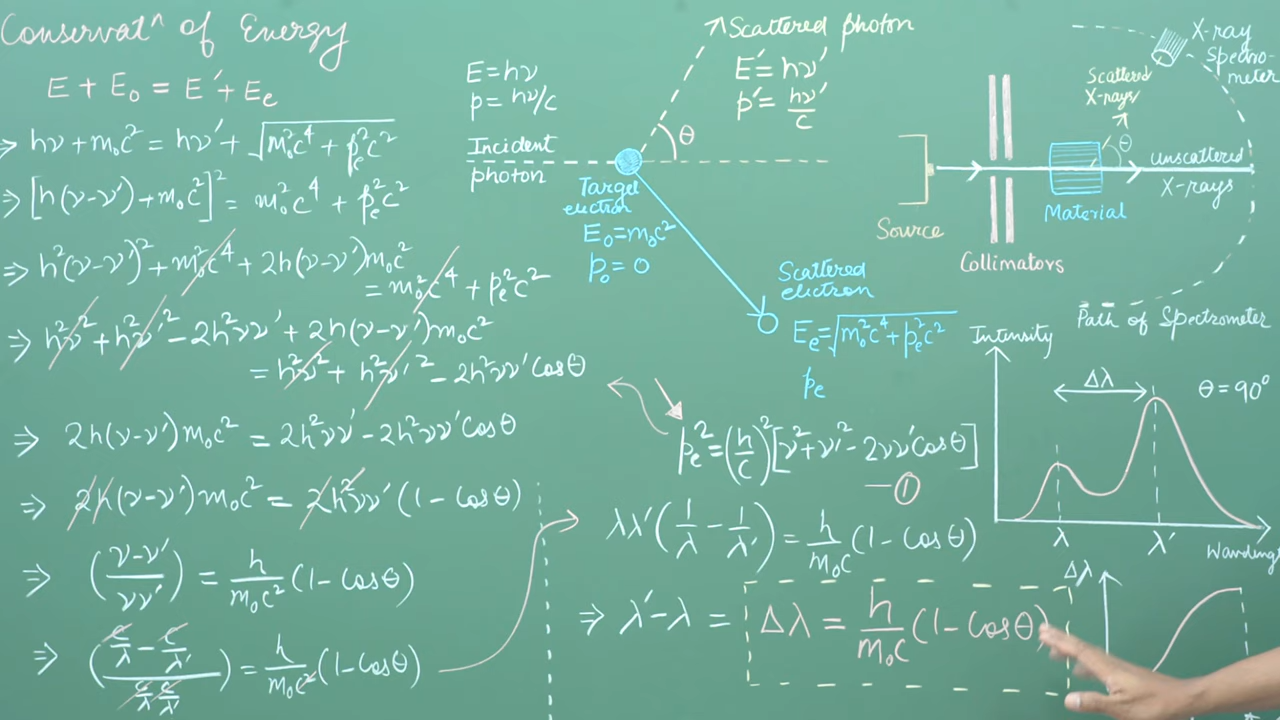 Conservatⁿ of Energy
E + E₀ = E′ + Eₑ
⇒ hν + m₀c² = hν′ + √(m₀²c⁴ + pₑ²c²)
⇒ [h(ν-ν′) + m₀c²]² = m₀²c⁴ + pₑ²c²
⇒ h²(ν-ν′)² + m₀²c⁴ + 2h(ν-ν′)m₀c²
= m₀²c⁴ + pₑ²c²
⇒ h²ν² + h²ν′² - 2h²νν′ + 2h(ν-ν′)m₀c²
= h²ν² + h²ν′² - 2h²νν′ Cosθ
⇒ 2h(ν-ν′)m₀c² = 2h²νν′ - 2h²νν′ Cosθ
⇒ 2h(ν-ν′)m₀c² = 2h²νν′ (1 - Cosθ)
⇒ ((ν-ν′)/(νν′)) = h/(m₀c²) (1 - Cosθ)
⇒ ((c/λ - c/λ′)/(c/λ c/λ′)) = h/(m₀c²) (1 - Cosθ)
E = hν
p = hν/c
Incident
photon
Scattered photon
E′ = hν′
p′ = hν′/c
θ
Target
electron
E₀ = m₀c²
p₀ = 0
Scattered
electron
Eₑ = √(m₀²c⁴ + pₑ²c²)
pₑ
pₑ² = (h/c)² [ν² + ν′² - 2νν′ Cosθ]
— ①
λλ′(1/λ - 1/λ′) = h/(m₀c) (1 - Cosθ)
⇒ λ′ - λ = Δλ = h/(m₀c) (1 - Cosθ)
X-ray
Spectro-
meter
Scattered
X-rays
θ
unscattered
X-rays
Material
Source
Collimators
Path of Spectrometer
Intensity
Δλ
θ = 90°
λ
λ′
Δλ